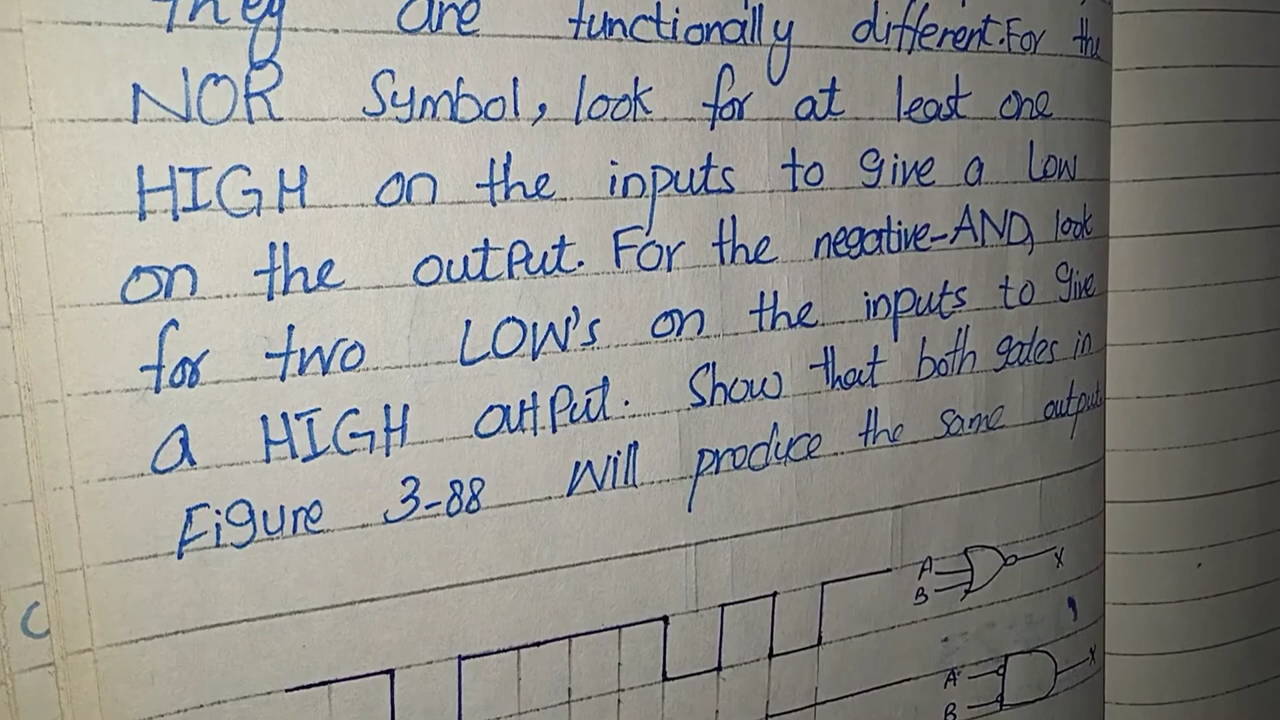 They are functionally different. For the
NOR Symbol, look for at least one
HIGH on the inputs to give a Low
on the output. For the negative-AND, look
for two LOW's on the inputs to give
a HIGH output. Show that both gates in
Figure 3-88 will produce the same output
A
B
X
A
B
X